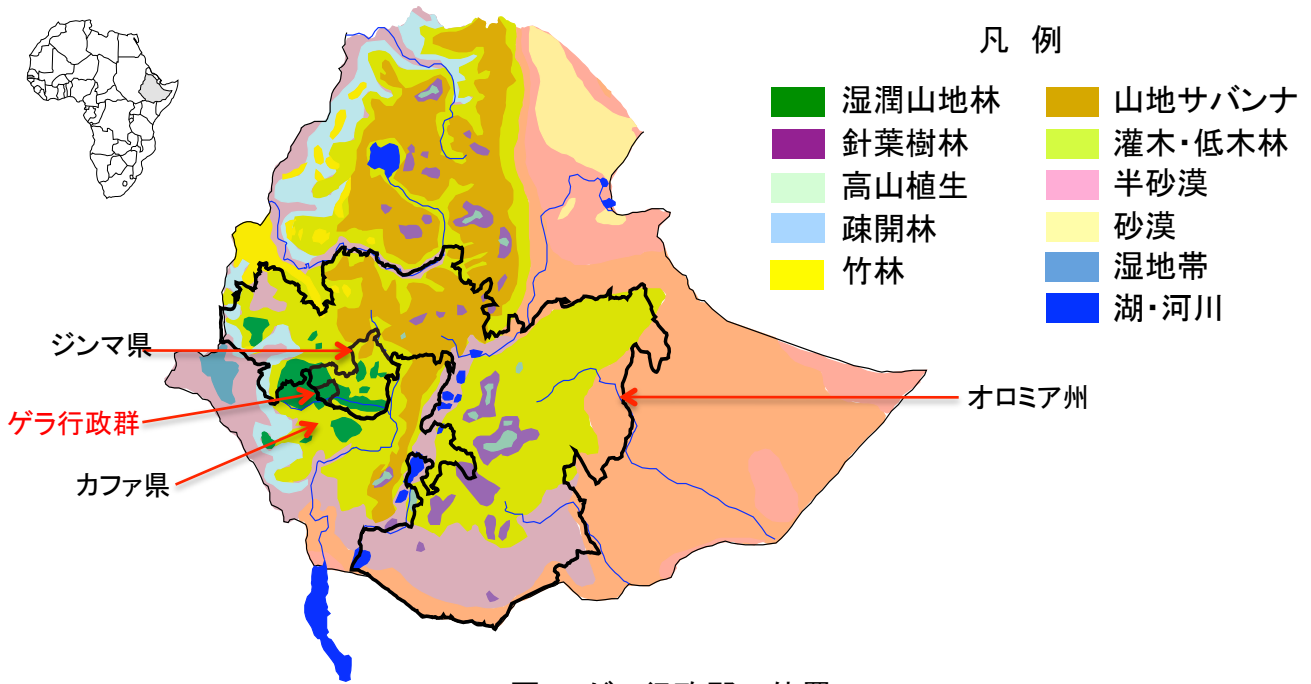 凡 例
湿潤山地林
針葉樹林
高山植生
疎開林
竹林
山地サバンナ
灌木・低木林
半砂漠
砂漠
湿地帯
湖・河川
ジンマ県
ゲラ行政群
カファ県
オロミア州